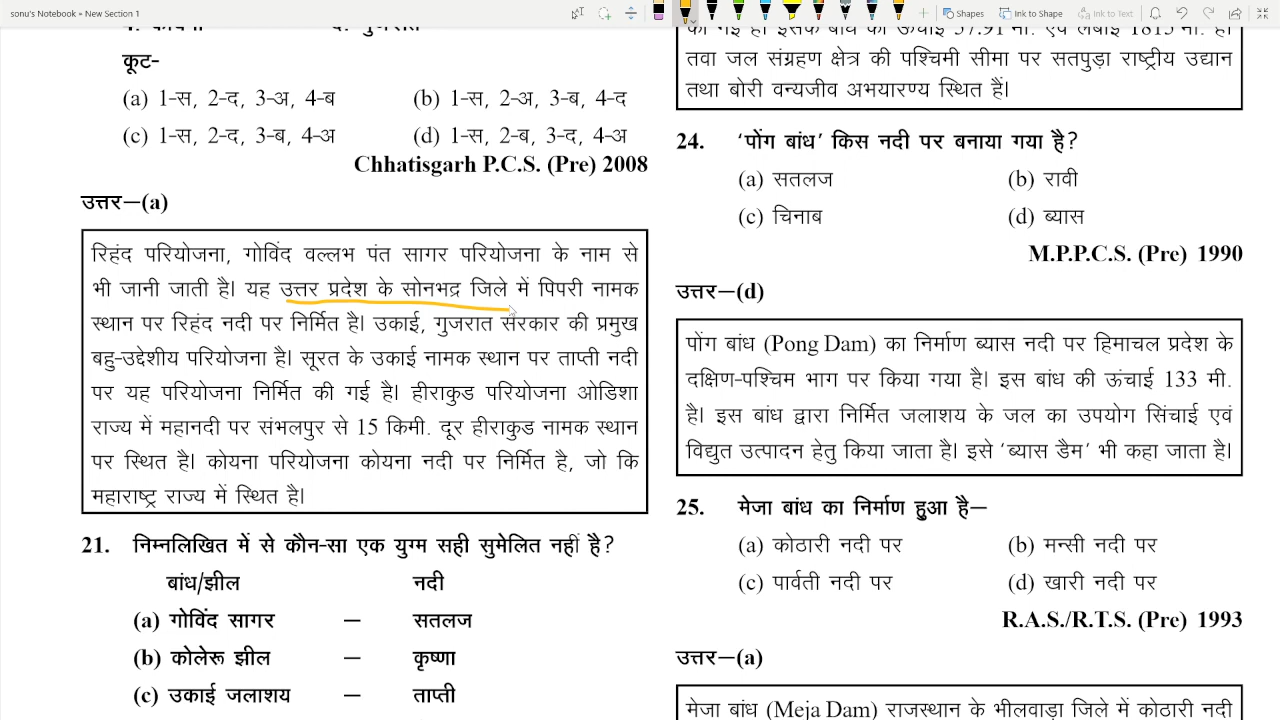 sonu's Notebook » New Section 1
Shapes
Ink to Shape
Ink to Text
कूट-
(a) 1-स, 2-द, 3-अ, 4-ब (b) 1-स, 2-अ, 3-ब, 4-द
(c) 1-स, 2-द, 3-ब, 4-अ (d) 1-स, 2-ब, 3-द, 4-अ
Chhatisgarh P.C.S. (Pre) 2008
उत्तर—(a)
रिहंद परियोजना, गोविंद वल्लभ पंत सागर परियोजना के नाम से
भी जानी जाती है। यह उत्तर प्रदेश के सोनभद्र जिले में पिपरी नामक
स्थान पर रिहंद नदी पर निर्मित है। उकाई, गुजरात सरकार की प्रमुख
बहु-उद्देशीय परियोजना है। सूरत के उकाई नामक स्थान पर ताप्ती नदी
पर यह परियोजना निर्मित की गई है। हीराकुड परियोजना ओडिशा
राज्य में महानदी पर संभलपुर से 15 किमी. दूर हीराकुड नामक स्थान
पर स्थित है। कोयना परियोजना कोयना नदी पर निर्मित है, जो कि
महाराष्ट्र राज्य में स्थित है।
21. निम्नलिखित में से कौन-सा एक युग्म सही सुमेलित नहीं है?
बांध/झील नदी
(a) गोविंद सागर — सतलज
(b) कोलेरू झील — कृष्णा
(c) उकाई जलाशय — ताप्ती
की गई है। इसके बांध की ऊंचाई 57.91 मी. एवं लंबाई 1815 मी. है।
तवा जल संग्रहण क्षेत्र की पश्चिमी सीमा पर सतपुड़ा राष्ट्रीय उद्यान
तथा बोरी वन्यजीव अभयारण्य स्थित हैं।
24. ‘पोंग बांध’ किस नदी पर बनाया गया है?
(a) सतलज (b) रावी
(c) चिनाब (d) ब्यास
M.P.P.C.S. (Pre) 1990
उत्तर—(d)
पोंग बांध (Pong Dam) का निर्माण ब्यास नदी पर हिमाचल प्रदेश के
दक्षिण-पश्चिम भाग पर किया गया है। इस बांध की ऊंचाई 133 मी.
है। इस बांध द्वारा निर्मित जलाशय के जल का उपयोग सिंचाई एवं
विद्युत उत्पादन हेतु किया जाता है। इसे ‘ब्यास डैम’ भी कहा जाता है।
25. मेजा बांध का निर्माण हुआ है—
(a) कोठारी नदी पर (b) मन्सी नदी पर
(c) पार्वती नदी पर (d) खारी नदी पर
R.A.S./R.T.S. (Pre) 1993
उत्तर—(a)
मेजा बांध (Meja Dam) राजस्थान के भीलवाड़ा जिले में कोठारी नदी